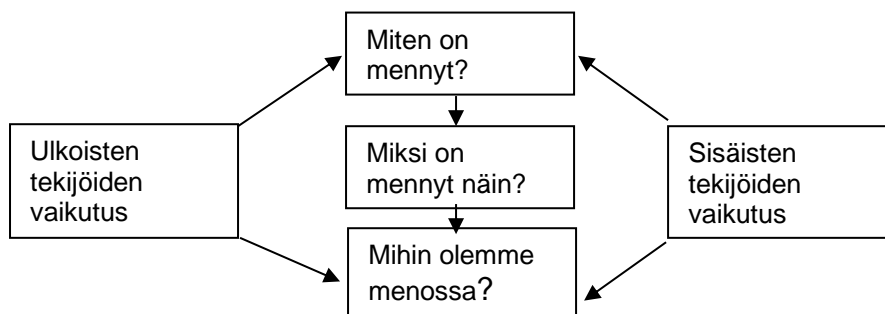 Miten on
mennyt?
Ulkoisten
tekijöiden
vaikutus
Miksi on
mennyt näin?
Sisäisten
tekijöiden
vaikutus
Mihin olemme
menossa?